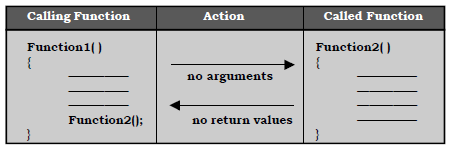 Calling Function Action Called Function
Function1( ) Function2( )
{ {
no arguments
Function2(); no return values
} }